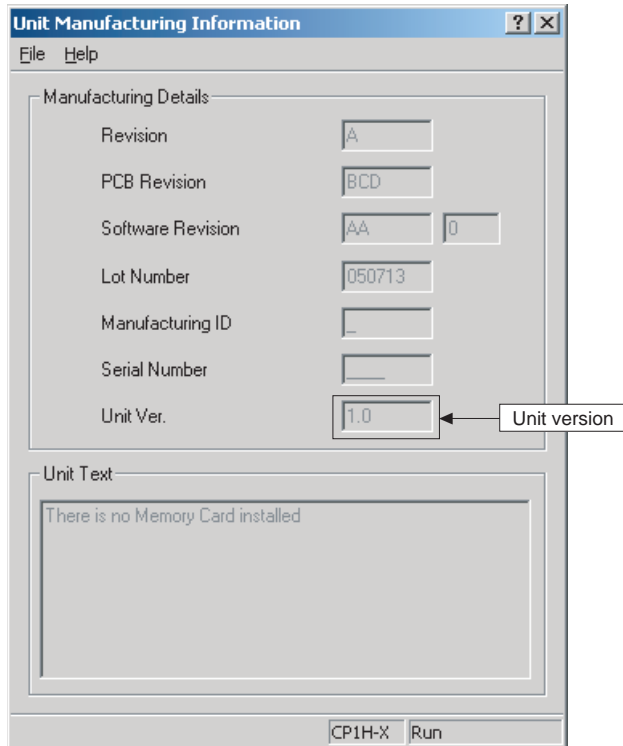 Unit Manufacturing Information
File Help
Manufacturing Details
Revision A
PCB Revision BCD
Software Revision AA 0
Lot Number 050713
Manufacturing ID _
Serial Number ____
Unit Ver. 1.0
Unit version
Unit Text
There is no Memory Card installed
CP1H-X Run